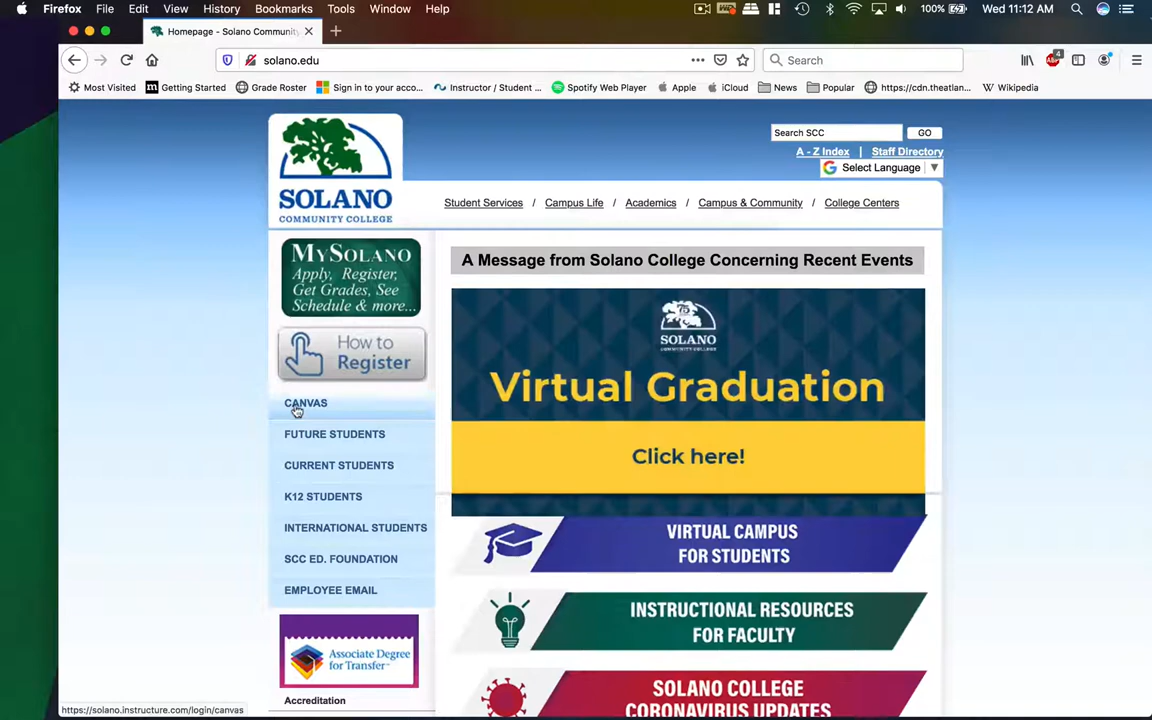 Firefox File Edit View History Bookmarks Tools Window Help 100% Wed 11:12 AM
Homepage - Solano Community
solano.edu Search 4
Most Visited Getting Started Grade Roster Sign in to your acco... Instructor / Student ... Spotify Web Player Apple iCloud News Popular https://cdn.theatlan... Wikipedia
Search SCC GO
A - Z Index | Staff Directory
Select Language ▼
SOLANO
COMMUNITY COLLEGE
Student Services / Campus Life / Academics / Campus & Community / College Centers
MySolano
Apply, Register,
Get Grades, See
Schedule & more...
How to
Register
CANVAS
FUTURE STUDENTS
CURRENT STUDENTS
K12 STUDENTS
INTERNATIONAL STUDENTS
SCC ED. FOUNDATION
EMPLOYEE EMAIL
Associate Degree
for Transfer
Accreditation
A Message from Solano College Concerning Recent Events
SOLANO
COMMUNITY COLLEGE
Virtual Graduation
Click here!
VIRTUAL CAMPUS
FOR STUDENTS
INSTRUCTIONAL RESOURCES
FOR FACULTY
SOLANO COLLEGE
CORONAVIRUS UPDATES
https://solano.instructure.com/login/canvas